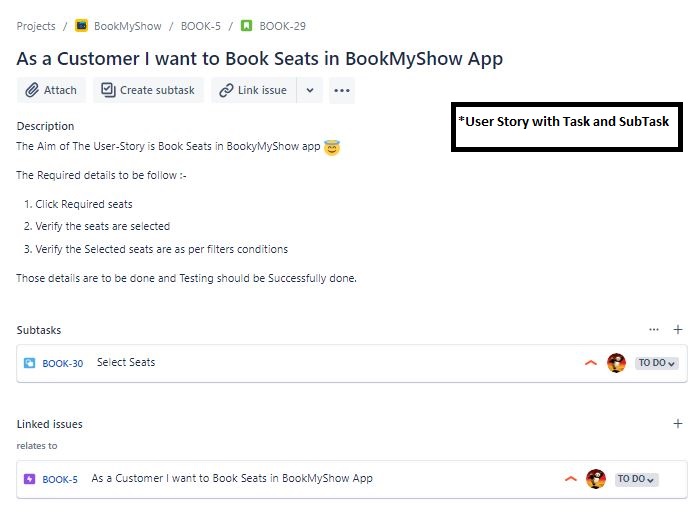 Projects / BookMyShow / BOOK-5 / BOOK-29
As a Customer I want to Book Seats in BookMyShow App
Attach Create subtask Link issue
*User Story with Task and SubTask
Description
The Aim of The User-Story is Book Seats in BookyMyShow app
The Required details to be follow :-
1. Click Required seats
2. Verify the seats are selected
3. Verify the Selected seats are as per filters conditions
Those details are to be done and Testing should be Successfully done.
Subtasks
BOOK-30 Select Seats TO DO
Linked issues
relates to
BOOK-5 As a Customer I want to Book Seats in BookMyShow App TO DO